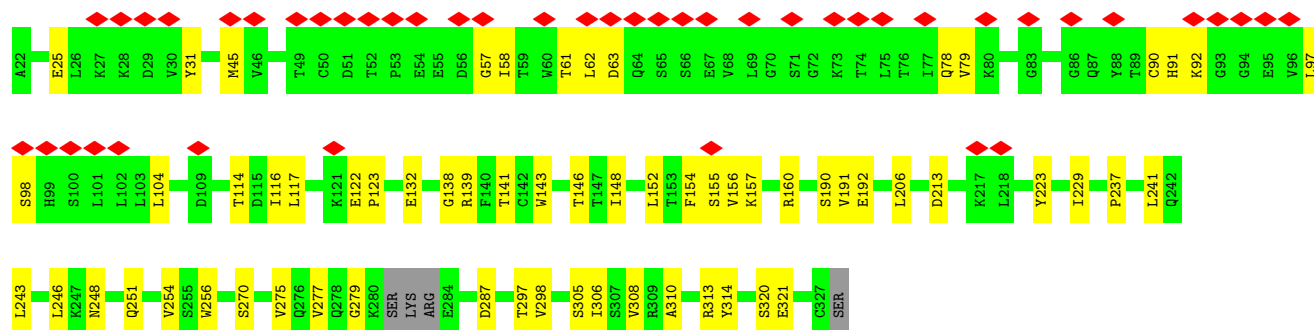 A22 E25 L26 K27 K28 D29 V30 Y31 M45 V46 T49 C50 D51 T52 P53 E54 E55 D56 G57 I58 T59 W60 T61 L62 D63 Q64 S65 S66 E67 V68 L69 G70 S71 G72 K73 T74 L75 T76 I77 Q78 V79 K80 G83 G86 Q87 Y88 T89 C90 H91 K92 G93 G94 E95 V96 L97
S98 H99 S100 L101 L102 L103 L104 D109 T114 D115 I116 L117 K121 E122 P123 E132 G138 R139 F140 T141 C142 W143 T146 T147 I148 L152 T153 F154 S155 V156 K157 R160 S190 V191 E192 L206 D213 K217 L218 Y223 I229 P237 L241 Q242
L243 L246 K247 N248 Q251 V254 S255 W256 S270 V275 Q276 V277 Q278 G279 K280 SER LYS ARG E284 D287 T297 V298 S305 I306 S307 V308 R309 A310 R313 Y314 S320 E321 C327 SER